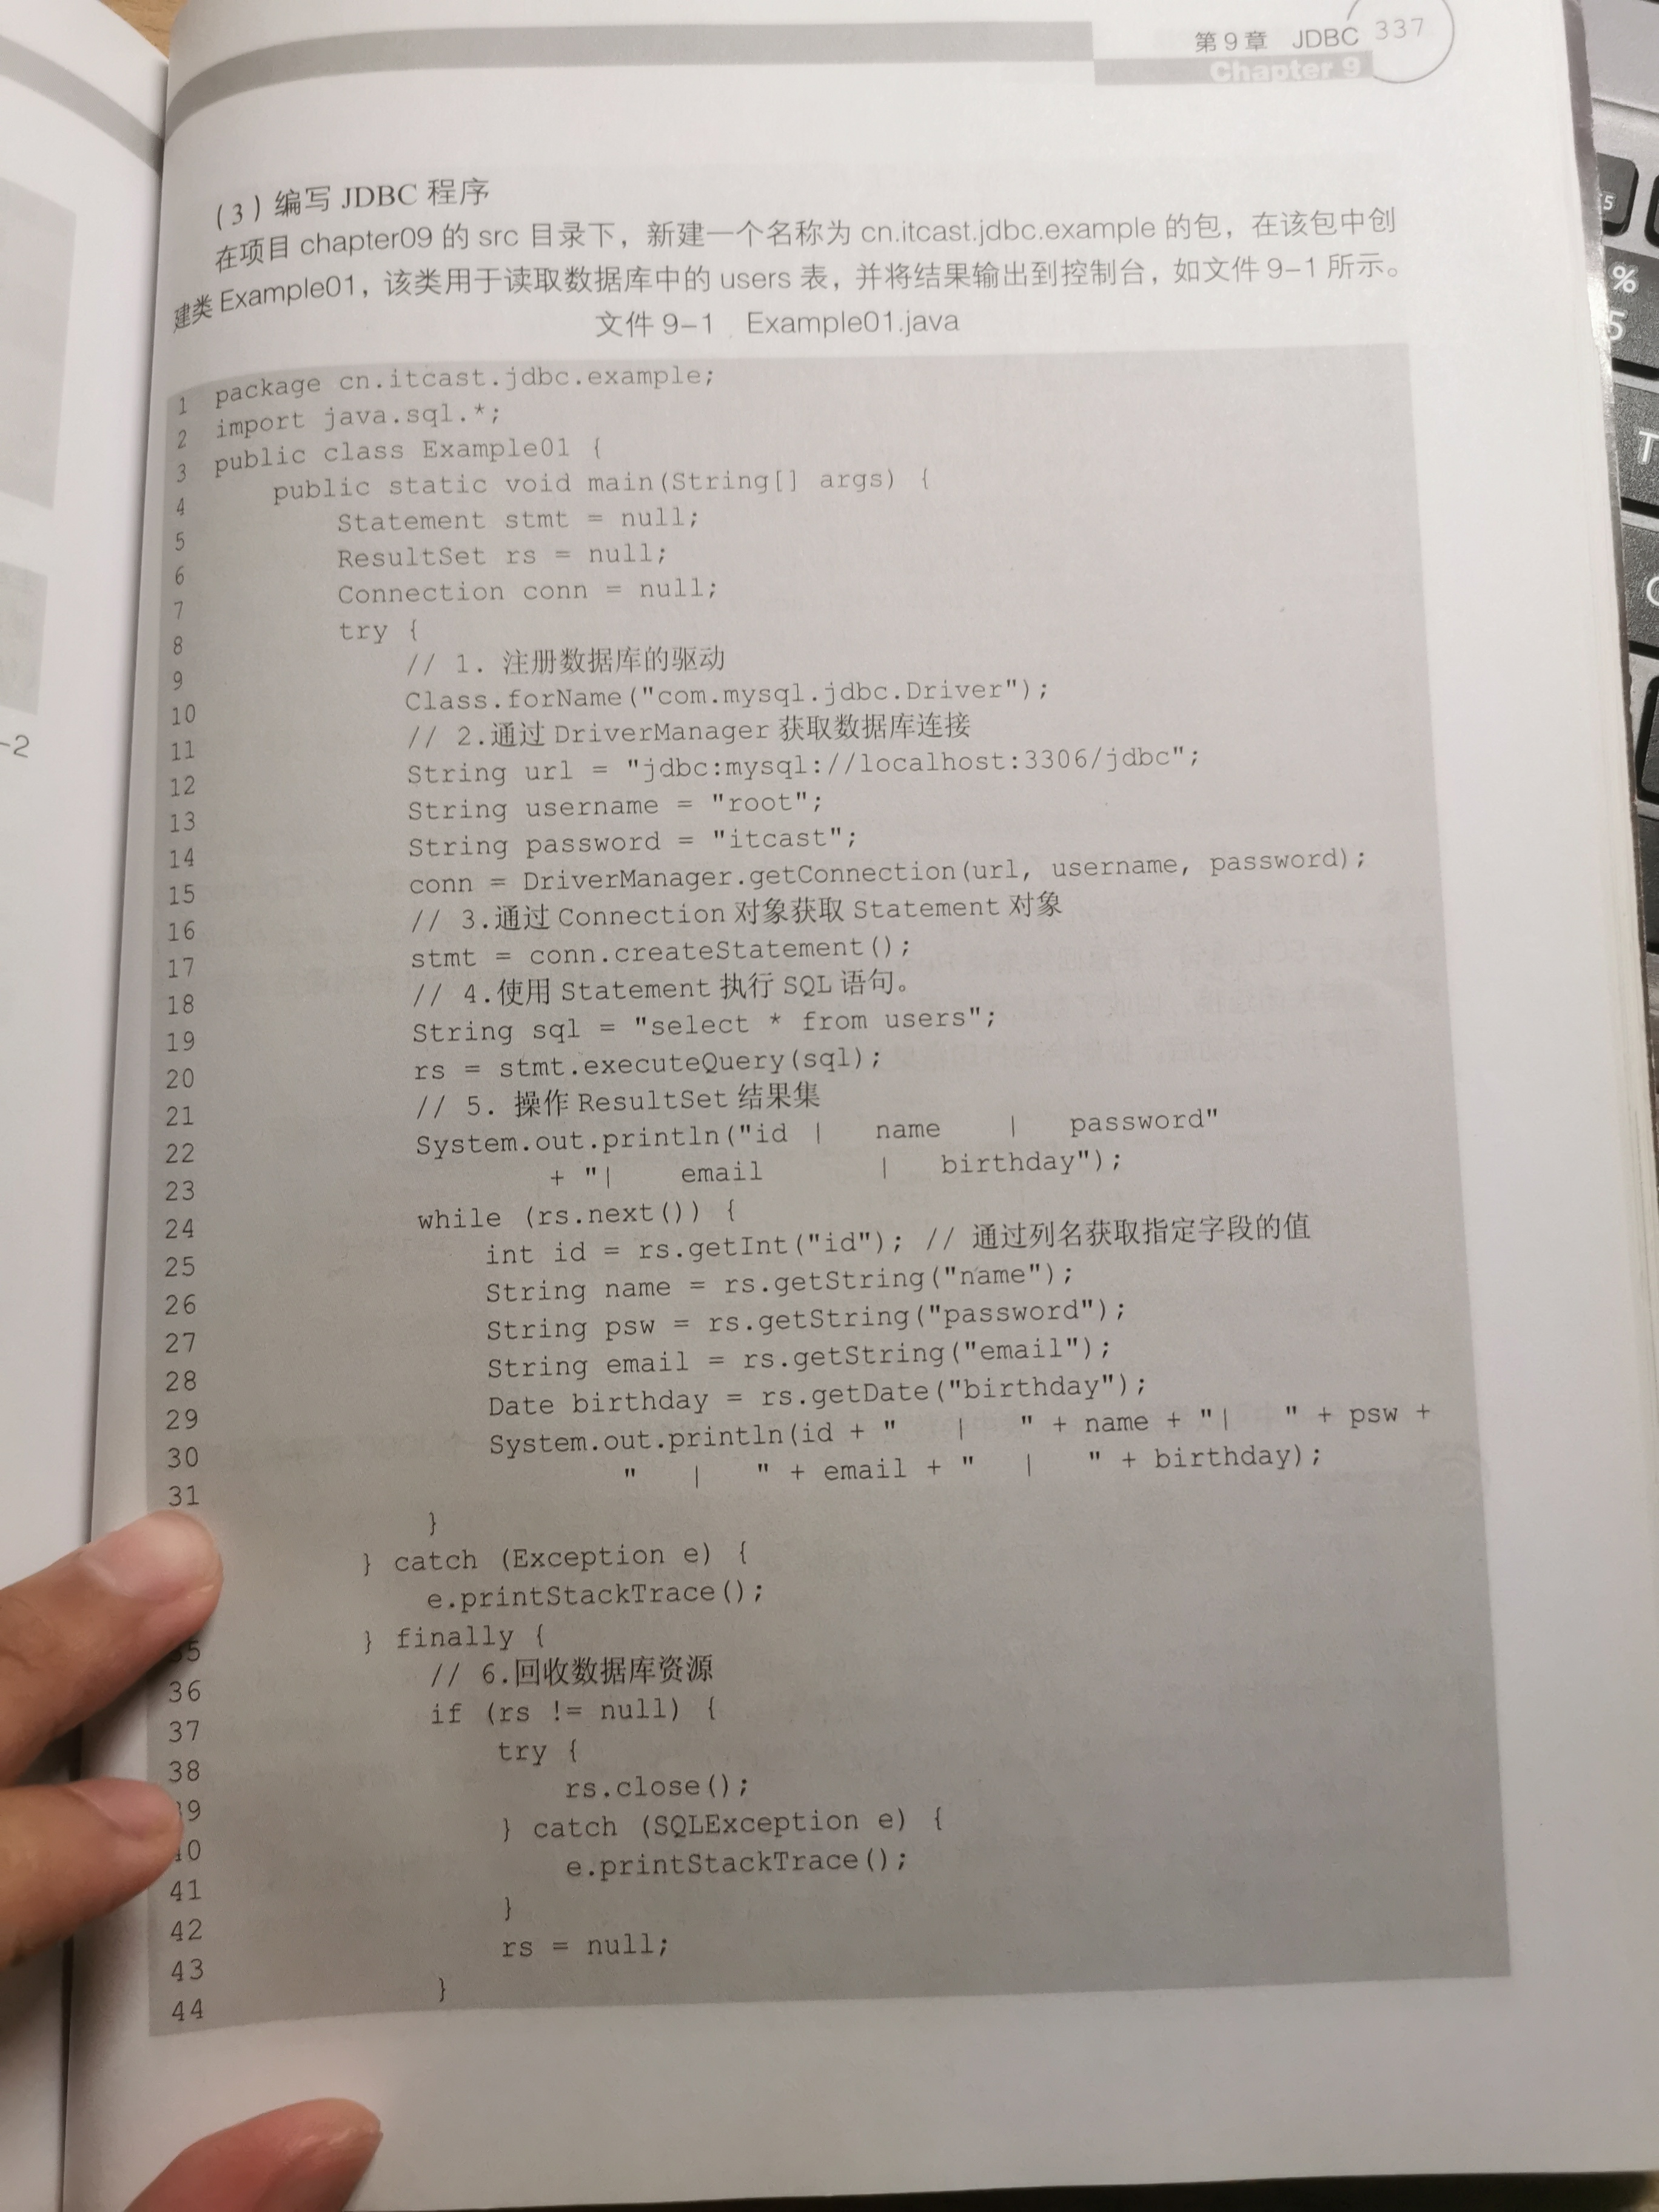 第9章 JDBC 337
Chapter 9
（3）编写 JDBC 程序
在项目 chapter09 的 src 目录下，新建一个名称为 cn.itcast.jdbc.example 的包，在该包中创
建类 Example01，该类用于读取数据库中的 users 表，并将结果输出到控制台，如文件 9-1 所示。
文件 9-1 Example01.java
1 package cn.itcast.jdbc.example;
2 import java.sql.*;
3 public class Example01 {
4 public static void main(String[] args) {
5 Statement stmt = null;
6 ResultSet rs = null;
7 Connection conn = null;
8 try {
9 // 1. 注册数据库的驱动
10 Class.forName("com.mysql.jdbc.Driver");
11 // 2.通过 DriverManager 获取数据库连接
12 String url = "jdbc:mysql://localhost:3306/jdbc";
13 String username = "root";
14 String password = "itcast";
15 conn = DriverManager.getConnection(url, username, password);
16 // 3.通过 Connection 对象获取 Statement 对象
17 stmt = conn.createStatement();
18 // 4.使用 Statement 执行 SQL 语句。
19 String sql = "select * from users";
20 rs = stmt.executeQuery(sql);
21 // 5. 操作 ResultSet 结果集
22 System.out.println("id | name | password"
23 + "| email | birthday");
24 while (rs.next()) {
25 int id = rs.getInt("id"); // 通过列名获取指定字段的值
26 String name = rs.getString("name");
27 String psw = rs.getString("password");
28 String email = rs.getString("email");
29 Date birthday = rs.getDate("birthday");
30 System.out.println(id + " | " + name + "| " + psw +
31 " | " + email + " | " + birthday);
}
} catch (Exception e) {
e.printStackTrace();
35 } finally {
36 // 6.回收数据库资源
37 if (rs != null) {
38 try {
39 rs.close();
40 } catch (SQLException e) {
41 e.printStackTrace();
42 }
43 rs = null;
44 }
-2
5
%
5
T